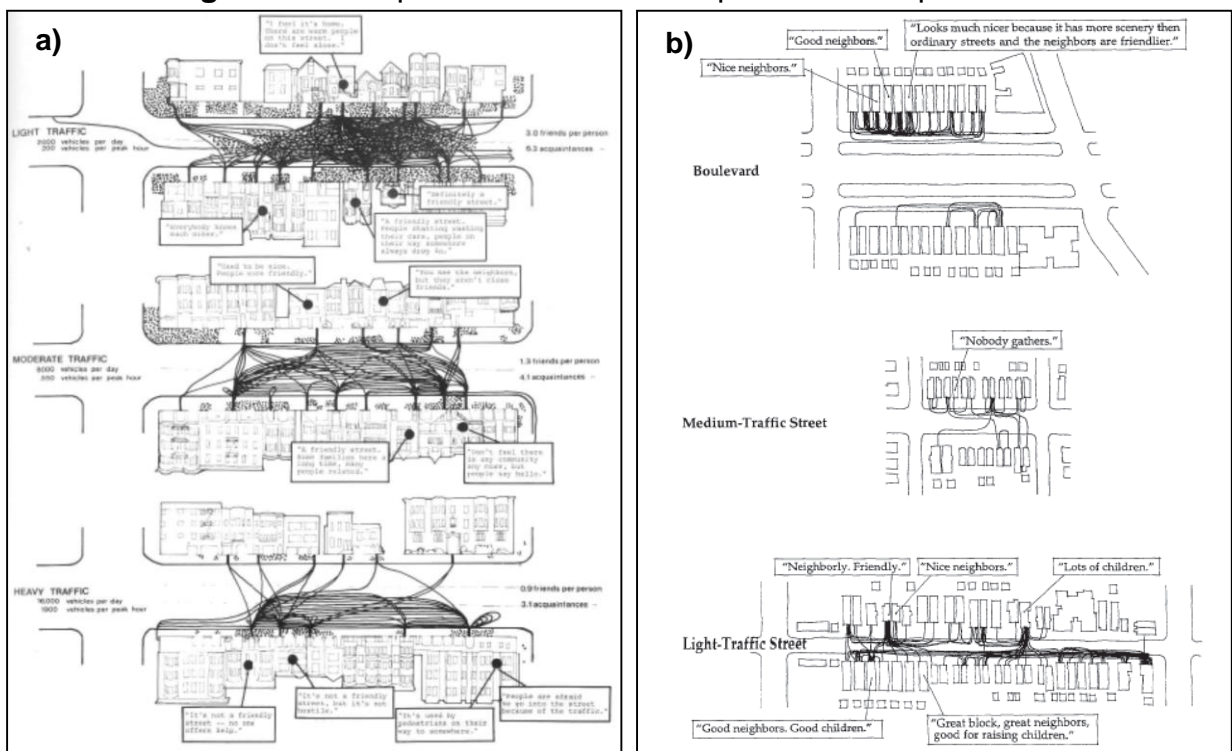 a)
"I feel it's home.
There are warm people
on this street. I
don't feel alone."
LIGHT TRAFFIC
2000 vehicles per day
200 vehicles per peak hour
3.0 friends per person
6.3 acquaintances
"Everybody knows
each other."
"Definitely a
friendly street."
"A friendly street.
People chatting washing
their cars, people on
their way somewhere
always drop in."
"Used to be nice.
People were friendly."
"You see the neighbors,
but they aren't close
friends."
MODERATE TRAFFIC
8000 vehicles per day
550 vehicles per peak hour
1.3 friends per person
4.1 acquaintances
"A friendly street.
Some families here a
long time, many
people related."
"Don't feel there
is any community
any more, but
people say hello."
HEAVY TRAFFIC
16,000 vehicles per day
1900 vehicles per peak hour
0.9 friends per person
3.1 acquaintances
"It's not a friendly
street -- no one
offers help."
"It's not a friendly
street, but it's not
hostile."
"It's used by
pedestrians on their
way to somewhere."
"People are afraid
to go into the street
because of the traffic."
b)
"Good neighbors."
"Looks much nicer because it has more scenery then
ordinary streets and the neighbors are friendlier."
"Nice neighbors."
Boulevard
"Nobody gathers."
Medium-Traffic Street
"Neighborly. Friendly."
"Nice neighbors."
"Lots of children."
Light-Traffic Street
"Good neighbors. Good children."
"Great block, great neighbors,
good for raising children."